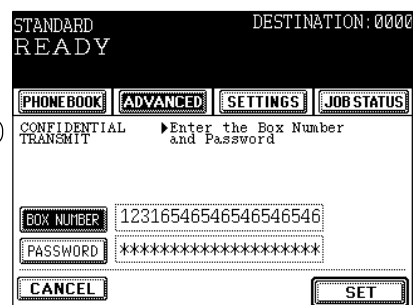 STANDARD DESTINATION:0000
READY
PHONE BOOK ADVANCED SETTINGS JOB STATUS
CONFIDENTIAL ▶Enter the Box Number
TRANSMIT and Password
BOX NUMBER 12316546546546546546
PASSWORD ********************
CANCEL SET